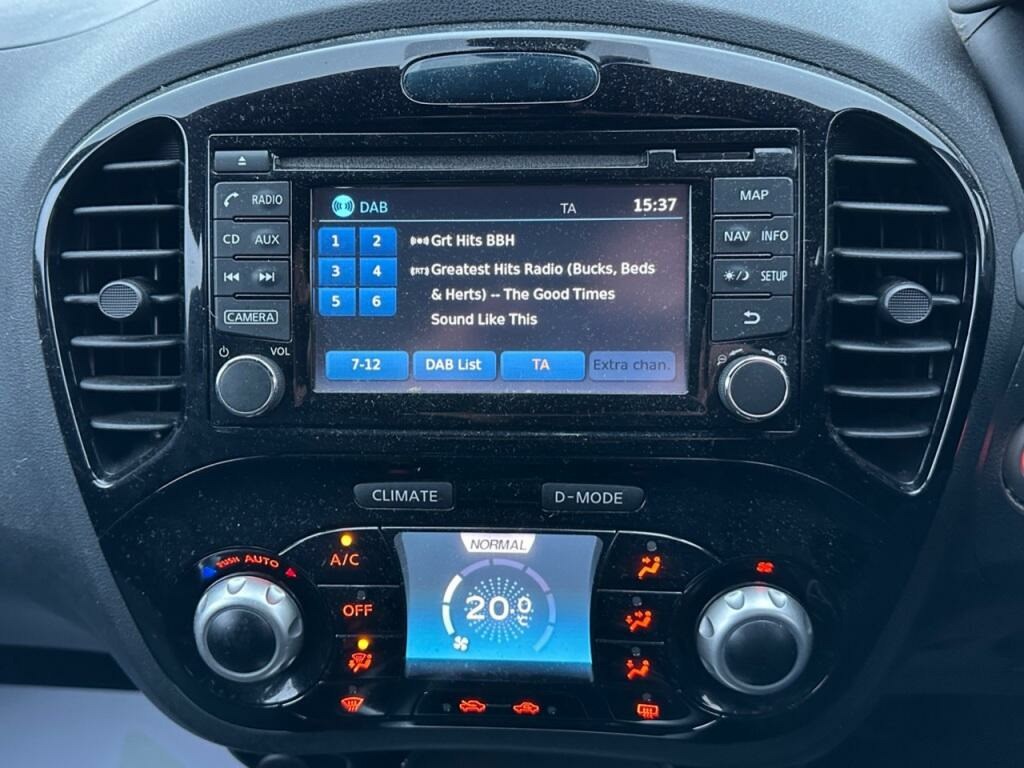 DAB TA 15:37
1 2 Grt Hits BBH
3 4 Greatest Hits Radio (Bucks, Beds
5 6 & Herts) -- The Good Times
Sound Like This
7-12 DAB List TA Extra chan.
RADIO
CD AUX
CAMERA
VOL
MAP
NAV INFO
SETUP
CLIMATE D-MODE
PUSH AUTO
A/C
OFF
NORMAL
20.0
°C